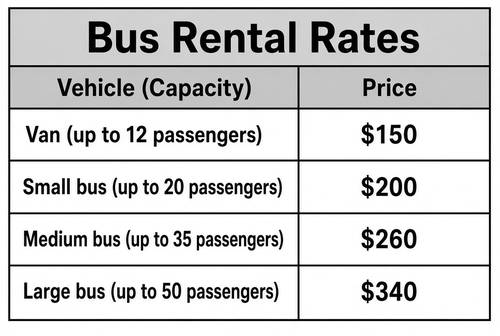 Bus Rental Rates
Vehicle (Capacity) Price
Van (up to 12 passengers) $150
Small bus (up to 20 passengers) $200
Medium bus (up to 35 passengers) $260
Large bus (up to 50 passengers) $340